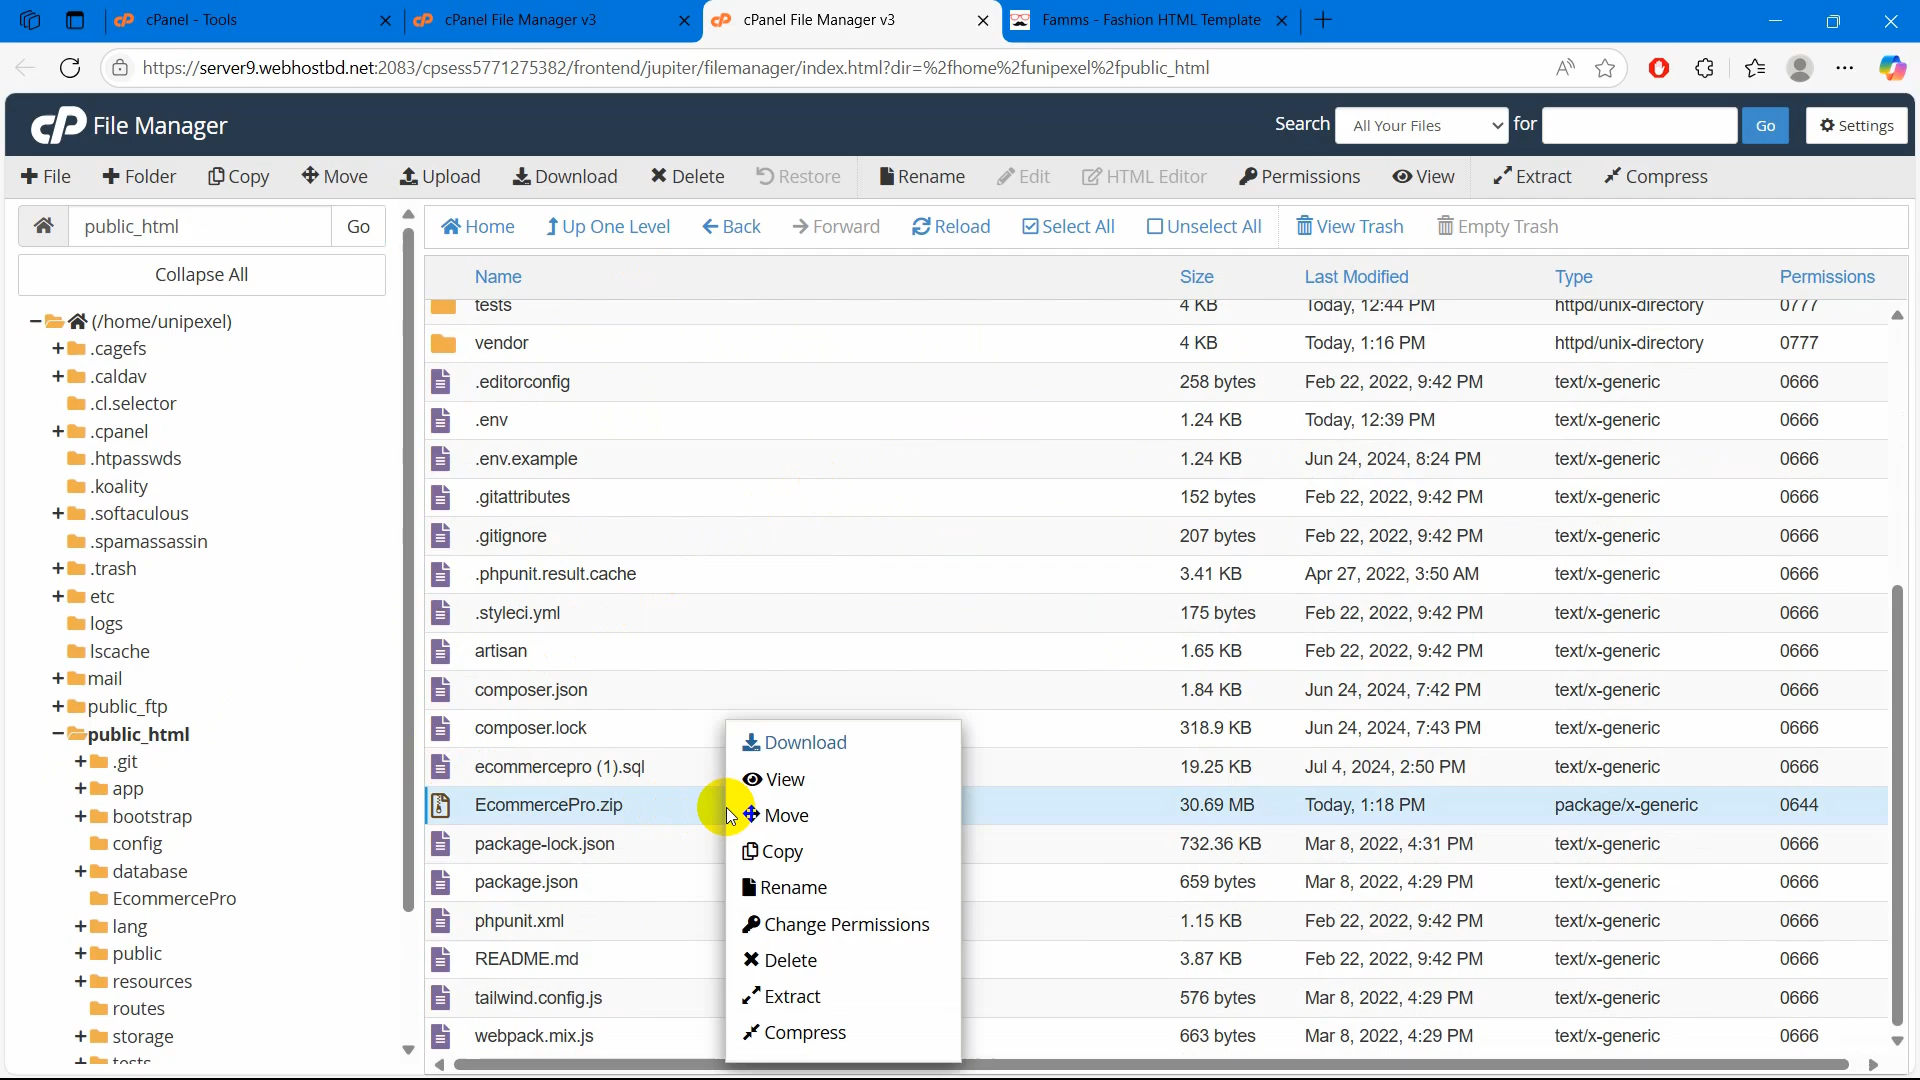 cPanel - Tools
cPanel File Manager v3
cPanel File Manager v3
Famms - Fashion HTML Template
https://server9.webhostbd.net:2083/cpsess5771275382/frontend/jupiter/filemanager/index.html?dir=%2fhome%2funipexel%2fpublic_html
cP File Manager
Search All Your Files for Go Settings
File Folder Copy Move Upload Download Delete Restore Rename Edit HTML Editor Permissions View Extract Compress
public_html Go
Home Up One Level Back Forward Reload Select All Unselect All View Trash Empty Trash
Collapse All
(/home/unipexel)
.cagefs
.caldav
.cl.selector
.cpanel
.htpasswds
.koality
.softaculous
.spamassassin
.trash
etc
logs
lscache
mail
public_ftp
public_html
.git
app
bootstrap
config
database
EcommercePro
lang
public
resources
routes
storage
tests
Name Size Last Modified Type Permissions
tests 4 KB Today, 12:44 PM httpd/unix-directory 0777
vendor 4 KB Today, 1:16 PM httpd/unix-directory 0777
.editorconfig 258 bytes Feb 22, 2022, 9:42 PM text/x-generic 0666
.env 1.24 KB Today, 12:39 PM text/x-generic 0666
.env.example 1.24 KB Jun 24, 2024, 8:24 PM text/x-generic 0666
.gitattributes 152 bytes Feb 22, 2022, 9:42 PM text/x-generic 0666
.gitignore 207 bytes Feb 22, 2022, 9:42 PM text/x-generic 0666
.phpunit.result.cache 3.41 KB Apr 27, 2022, 3:50 AM text/x-generic 0666
.styleci.yml 175 bytes Feb 22, 2022, 9:42 PM text/x-generic 0666
artisan 1.65 KB Feb 22, 2022, 9:42 PM text/x-generic 0666
composer.json 1.84 KB Jun 24, 2024, 7:42 PM text/x-generic 0666
composer.lock 318.9 KB Jun 24, 2024, 7:43 PM text/x-generic 0666
ecommercepro (1).sql 19.25 KB Jul 4, 2024, 2:50 PM text/x-generic 0666
EcommercePro.zip 30.69 MB Today, 1:18 PM package/x-generic 0644
package-lock.json 732.36 KB Mar 8, 2022, 4:31 PM text/x-generic 0666
package.json 659 bytes Mar 8, 2022, 4:29 PM text/x-generic 0666
phpunit.xml 1.15 KB Feb 22, 2022, 9:42 PM text/x-generic 0666
README.md 3.87 KB Feb 22, 2022, 9:42 PM text/x-generic 0666
tailwind.config.js 576 bytes Mar 8, 2022, 4:29 PM text/x-generic 0666
webpack.mix.js 663 bytes Mar 8, 2022, 4:29 PM text/x-generic 0666
Download
View
Move
Copy
Rename
Change Permissions
Delete
Extract
Compress